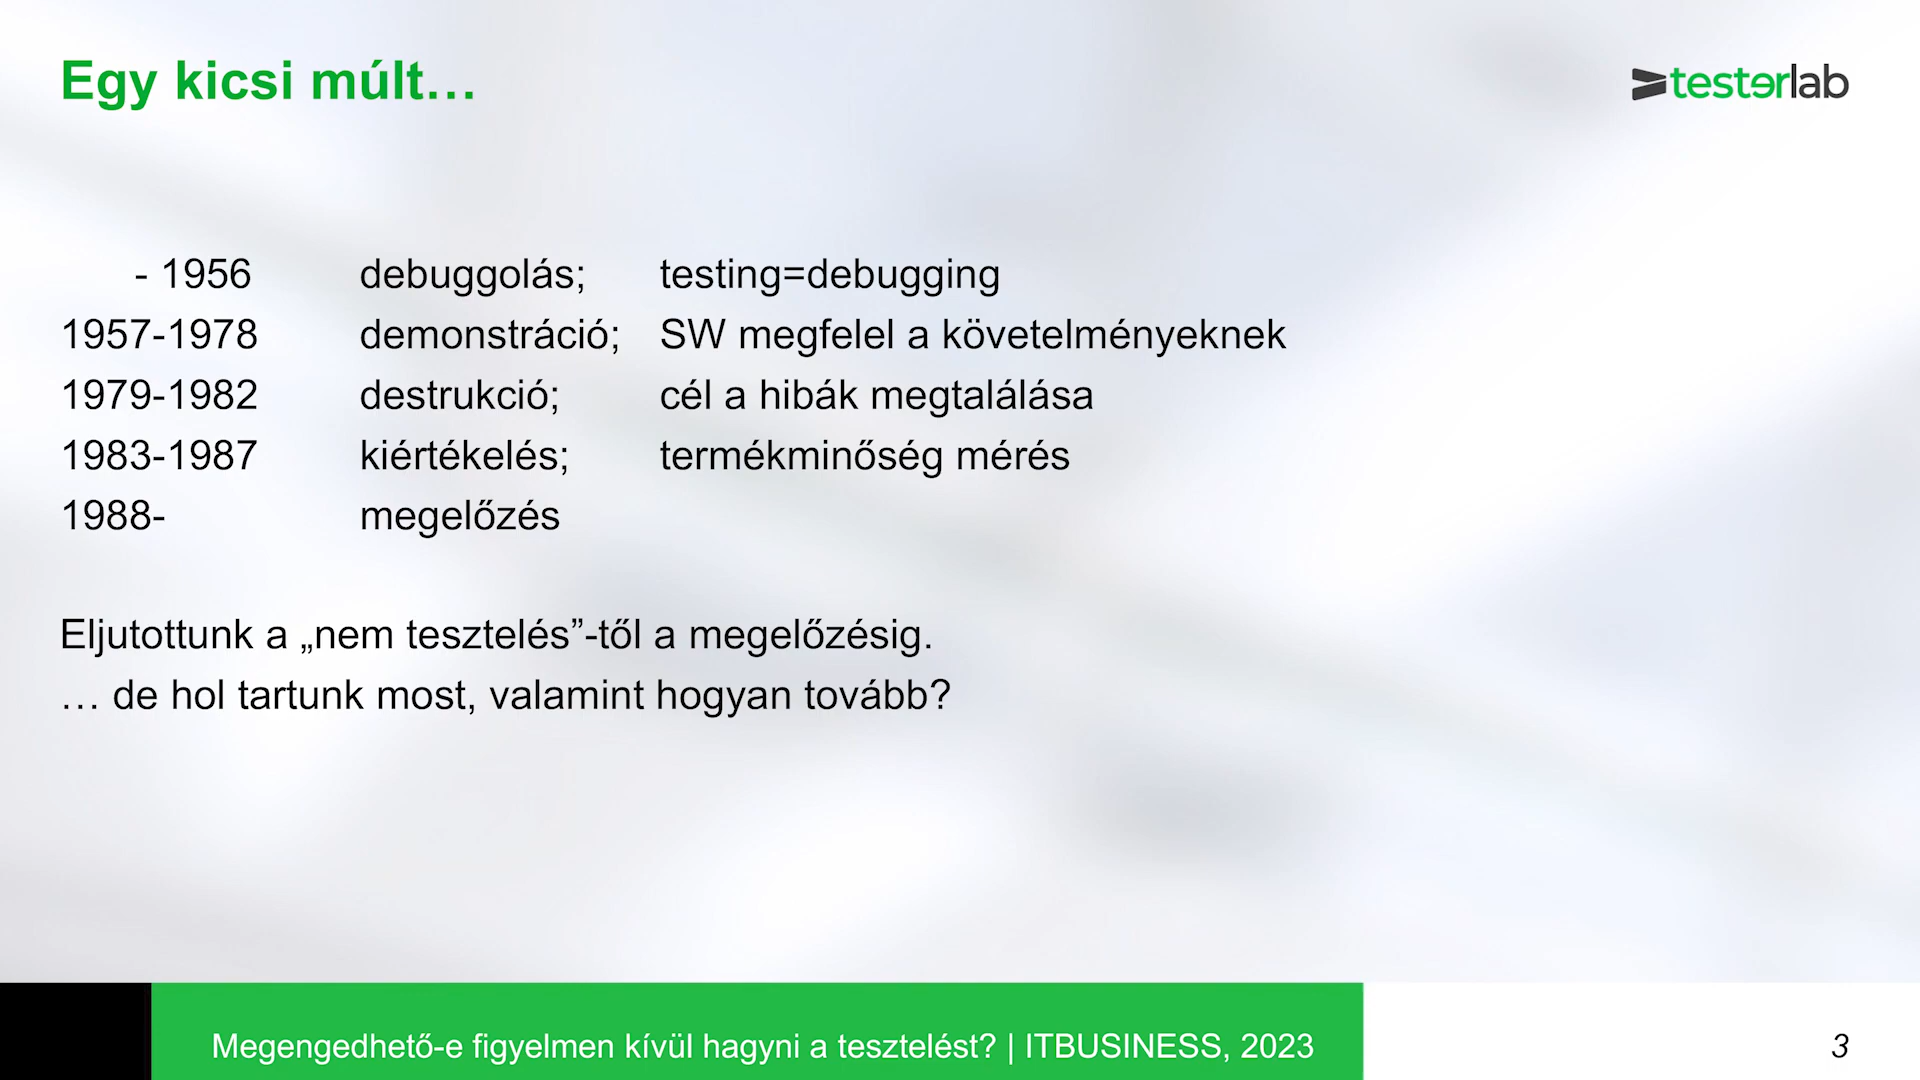 Egy kicsi múlt…
testerlab
- 1956 debuggolás; testing=debugging
1957-1978 demonstráció; SW megfelel a követelményeknek
1979-1982 destrukció; cél a hibák megtalálása
1983-1987 kiértékelés; termékminőség mérés
1988- megelőzés
Eljutottunk a „nem tesztelés”-től a megelőzésig.
… de hol tartunk most, valamint hogyan tovább?
Megengedhető-e figyelmen kívül hagyni a tesztelést? | ITBUSINESS, 2023
3